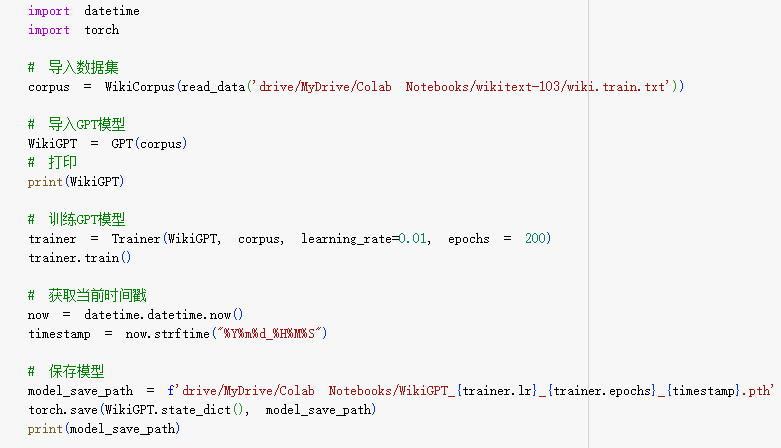 import datetime
import torch
# 导入数据集
corpus = WikiCorpus(read_data('drive/MyDrive/Colab Notebooks/wikitext-103/wiki.train.txt'))
# 导入GPT模型
WikiGPT = GPT(corpus)
# 打印
print(WikiGPT)
# 训练GPT模型
trainer = Trainer(WikiGPT, corpus, learning_rate=0.01, epochs = 200)
trainer.train()
# 获取当前时间戳
now = datetime.datetime.now()
timestamp = now.strftime("%Y%m%d_%H%M%S")
# 保存模型
model_save_path = f'drive/MyDrive/Colab Notebooks/WikiGPT_{trainer.lr}_{trainer.epochs}_{timestamp}.pth'
torch.save(WikiGPT.state_dict(), model_save_path)
print(model_save_path)